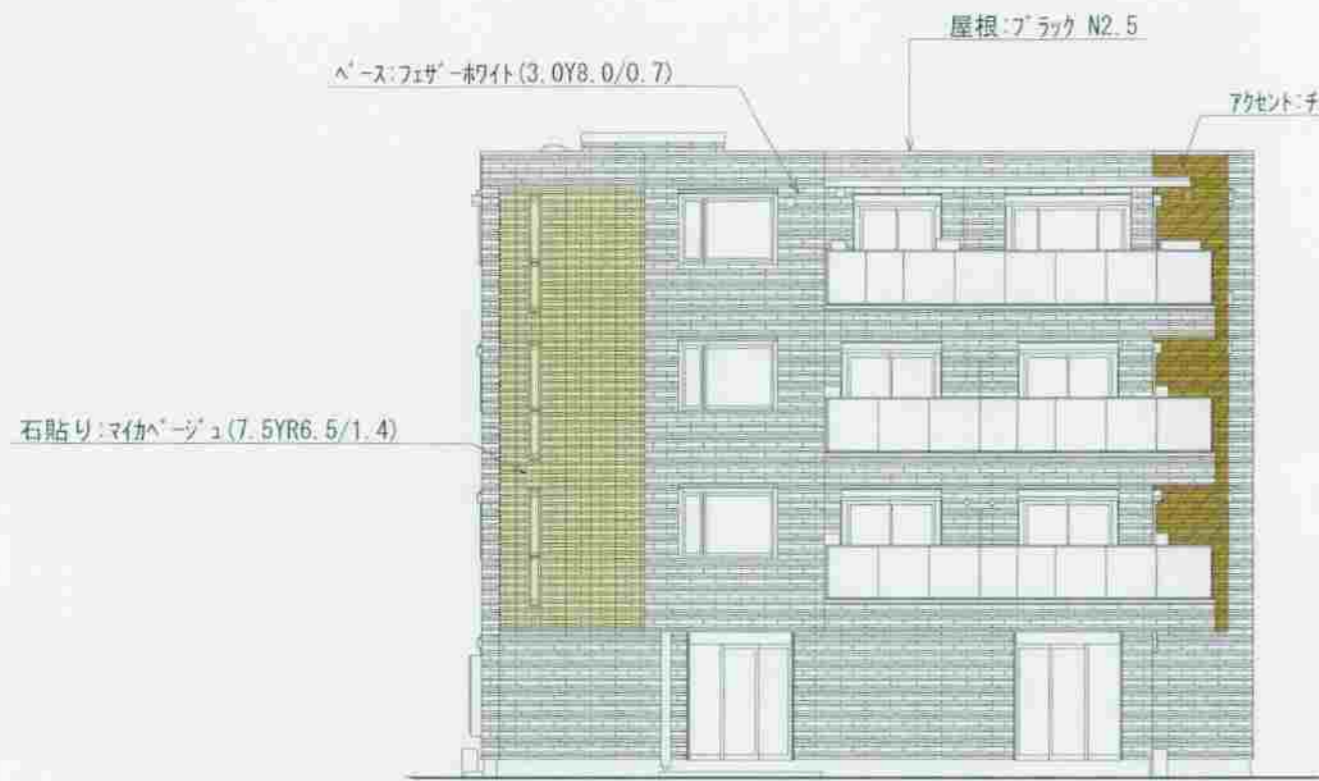 屋根:ブラック N2.5
ベース:フェザーホワイト(3.0Y8.0/0.7)
アクセント:チ
石貼り:マイカベージュ(7.5YR6.5/1.4)